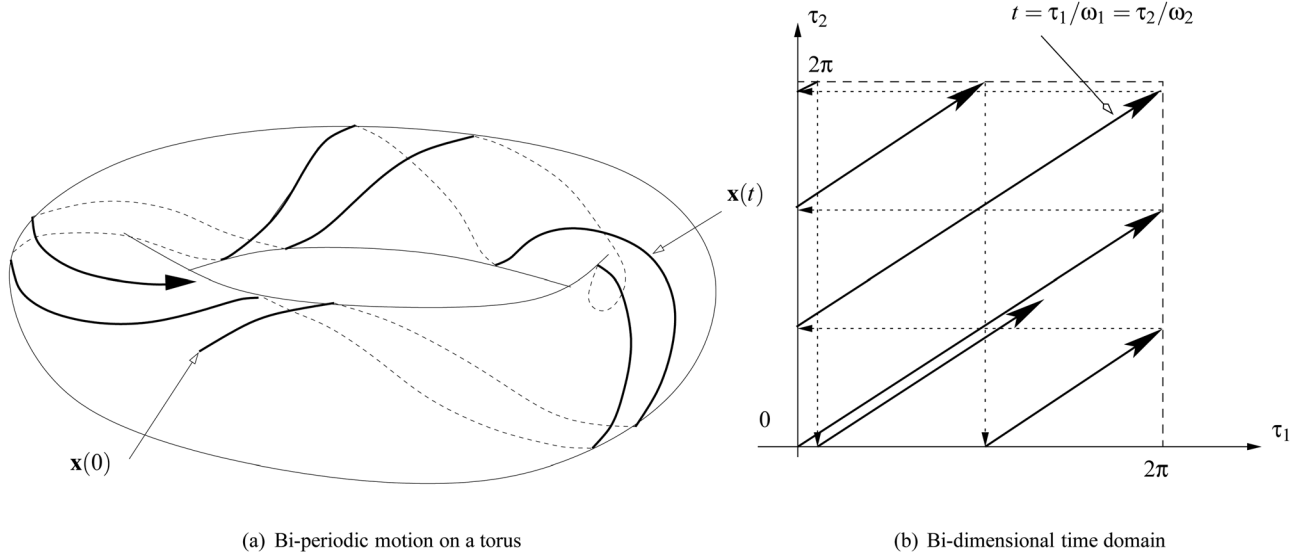 x(0)
x(t)
(a) Bi-periodic motion on a torus
τ₂
t = τ₁/ω₁ = τ₂/ω₂
2π
0
2π
τ₁
(b) Bi-dimensional time domain